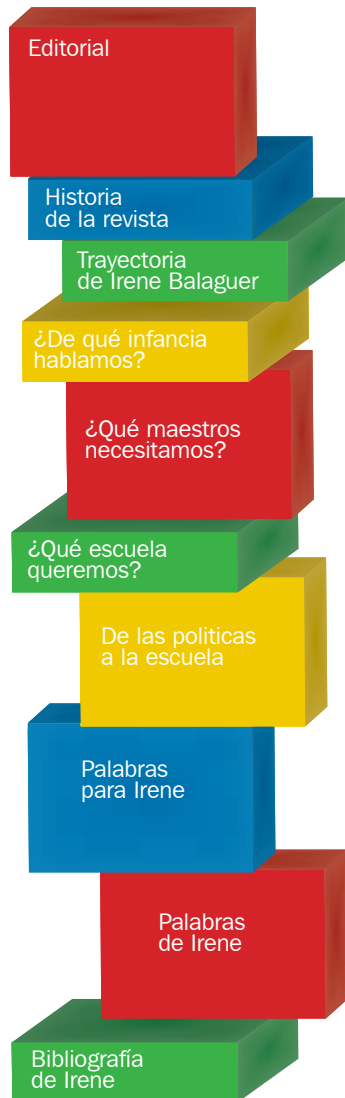 Editorial
Historia
de la revista
Trayectoria
de Irene Balaguer
¿De qué infancia
hablamos?
¿Qué maestros
necesitamos?
¿Qué escuela
queremos?
De las politicas
a la escuela
Palabras
para Irene
Palabras
de Irene
Bibliografía
de Irene